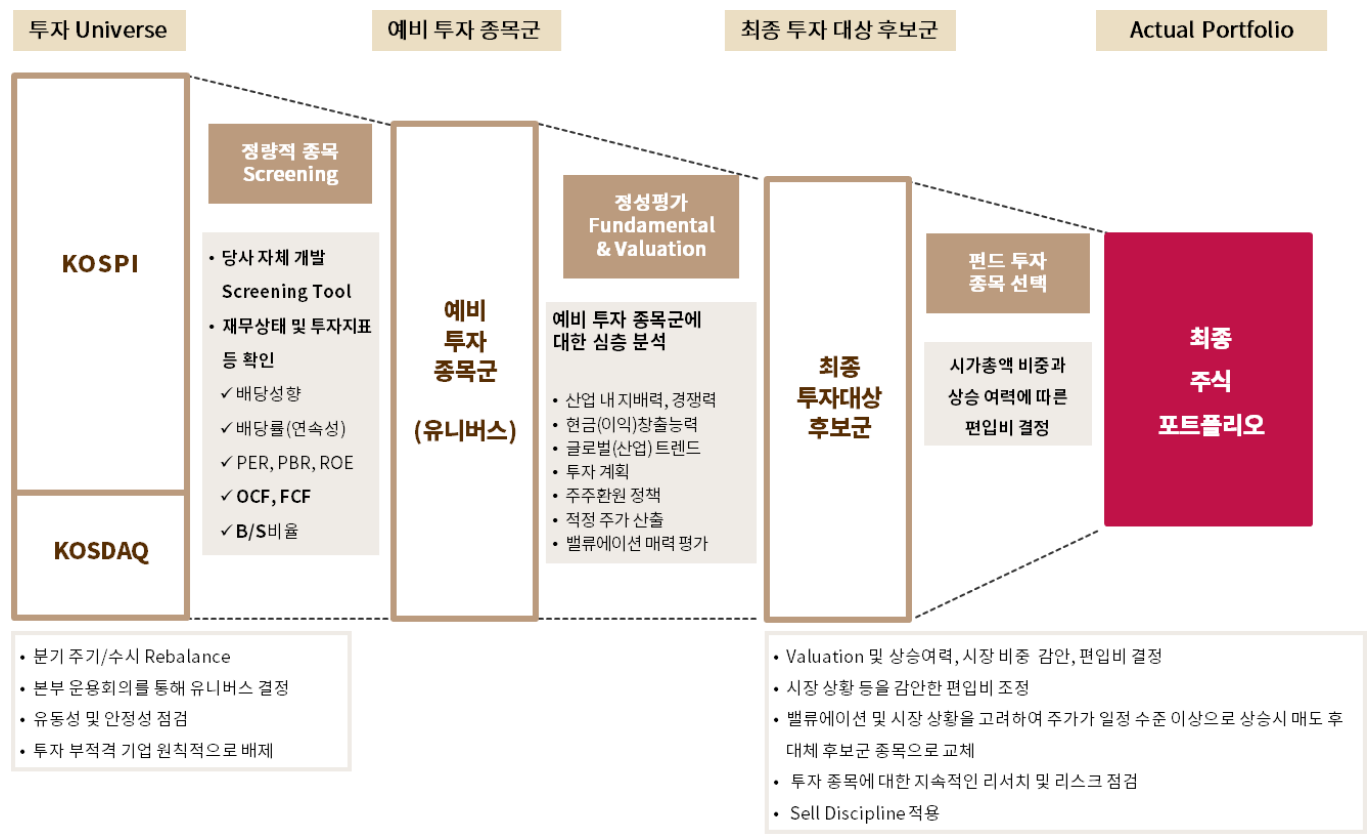 투자 Universe
예비 투자 종목군
최종 투자 대상 후보군
Actual Portfolio
KOSPI
KOSDAQ
정량적 종목
Screening
• 당사 자체 개발
Screening Tool
• 재무상태 및 투자지표
등 확인
✓배당성향
✓배당률(연속성)
✓PER, PBR, ROE
✓OCF, FCF
✓B/S비율
예비
투자
종목군
(유니버스)
정성평가
Fundamental
& Valuation
예비 투자 종목군에
대한 심층 분석
• 산업 내 지배력, 경쟁력
• 현금(이익)창출능력
• 글로벌(산업) 트렌드
• 투자 계획
• 주주환원 정책
• 적정 주가 산출
• 밸류에이션 매력 평가
최종
투자대상
후보군
펀드 투자
종목 선택
시가총액 비중과
상승 여력에 따른
편입비 결정
최종
주식
포트폴리오
• 분기 주기/수시 Rebalance
• 본부 운용회의를 통해 유니버스 결정
• 유동성 및 안정성 점검
• 투자 부적격 기업 원칙적으로 배제
• Valuation 및 상승여력, 시장 비중 감안, 편입비 결정
• 시장 상황 등을 감안한 편입비 조정
• 밸류에이션 및 시장 상황을 고려하여 주가가 일정 수준 이상으로 상승시 매도 후
대체 후보군 종목으로 교체
• 투자 종목에 대한 지속적인 리서치 및 리스크 점검
• Sell Discipline 적용